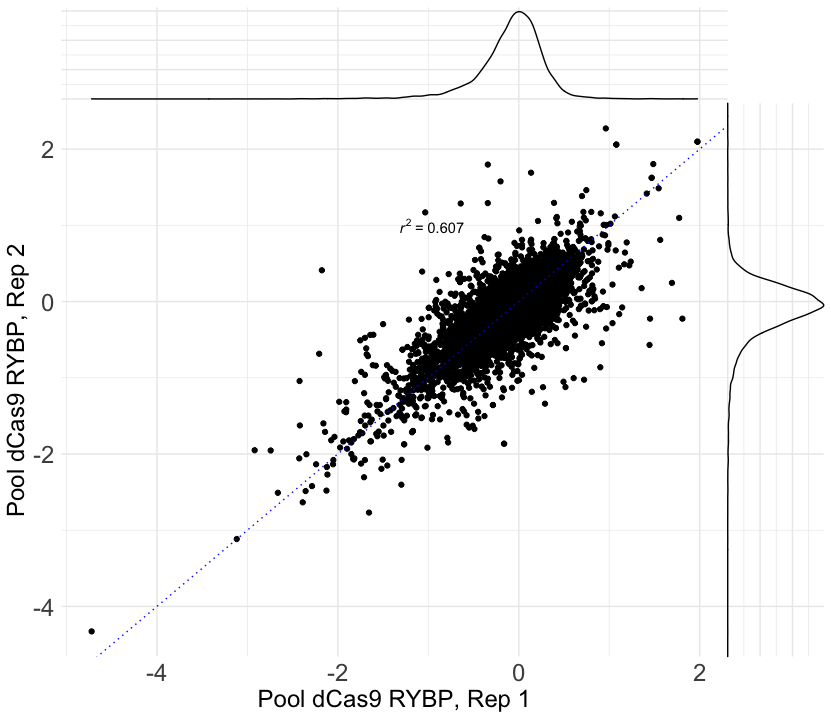 2
r² = 0.607
0
-2
-4
-4
-2
0
2
Pool dCas9 RYBP, Rep 2
Pool dCas9 RYBP, Rep 1